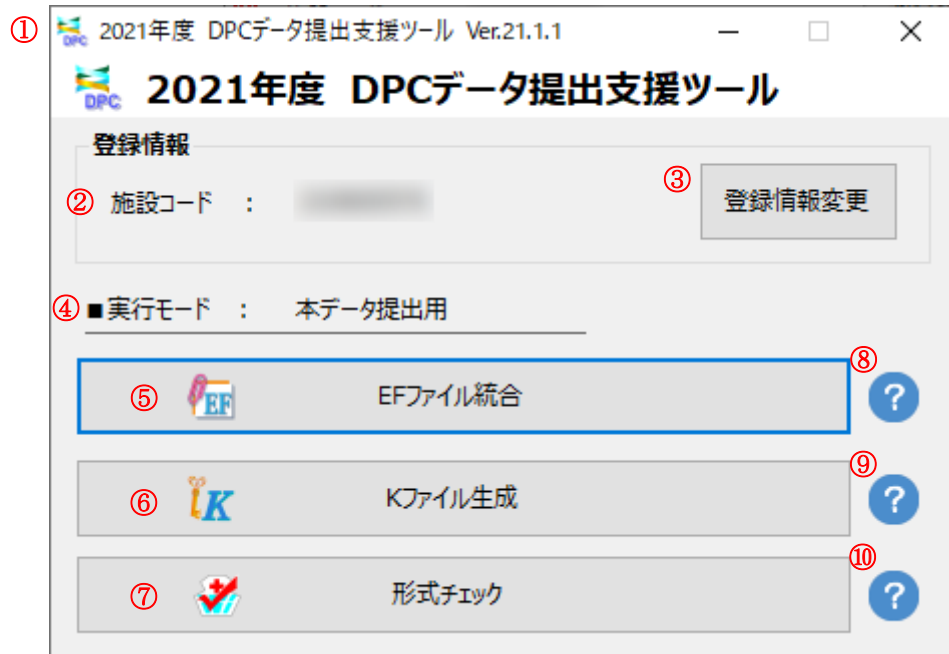 ① DPC 2021年度 DPCデータ提出支援ツール Ver.21.1.1
DPC 2021年度 DPCデータ提出支援ツール
登録情報
② 施設コード :
③ 登録情報変更
④ ■実行モード : 本データ提出用
⑤ EF EFファイル統合 ⑧ ?
⑥ K Kファイル生成 ⑨ ?
⑦ 形式チェック ⑩ ?